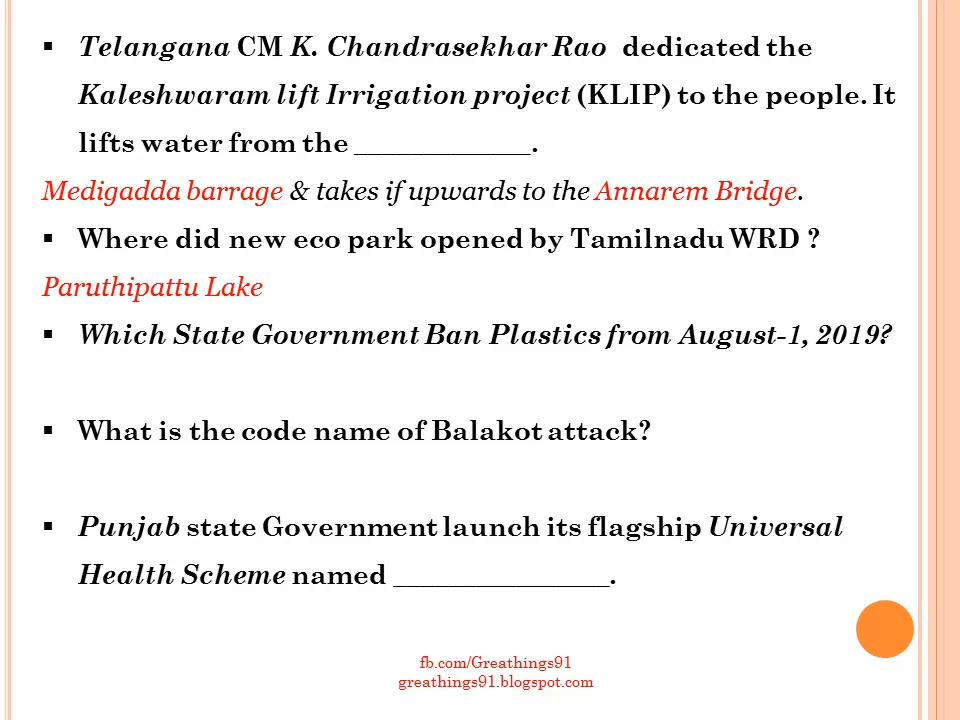 ▪ Telangana CM K. Chandrasekhar Rao dedicated the
Kaleshwaram lift Irrigation project (KLIP) to the people. It
lifts water from the _____________.
Medigadda barrage & takes if upwards to the Annarem Bridge.
▪ Where did new eco park opened by Tamilnadu WRD ?
Paruthipattu Lake
▪ Which State Government Ban Plastics from August-1, 2019?
▪ What is the code name of Balakot attack?
▪ Punjab state Government launch its flagship Universal
Health Scheme named ________________.
fb.com/Greathings91
greathings91.blogspot.com